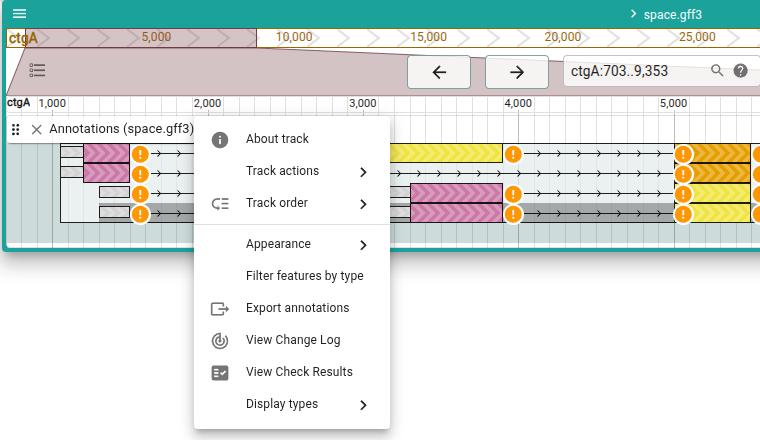 space.gff3
ctgA 5,000 10,000 15,000 20,000 25,000
ctgA:703..9,353
ctgA 1,000 2,000 3,000 4,000 5,000
Annotations (space.gff3)
About track
Track actions
Track order
Appearance
Filter features by type
Export annotations
View Change Log
View Check Results
Display types